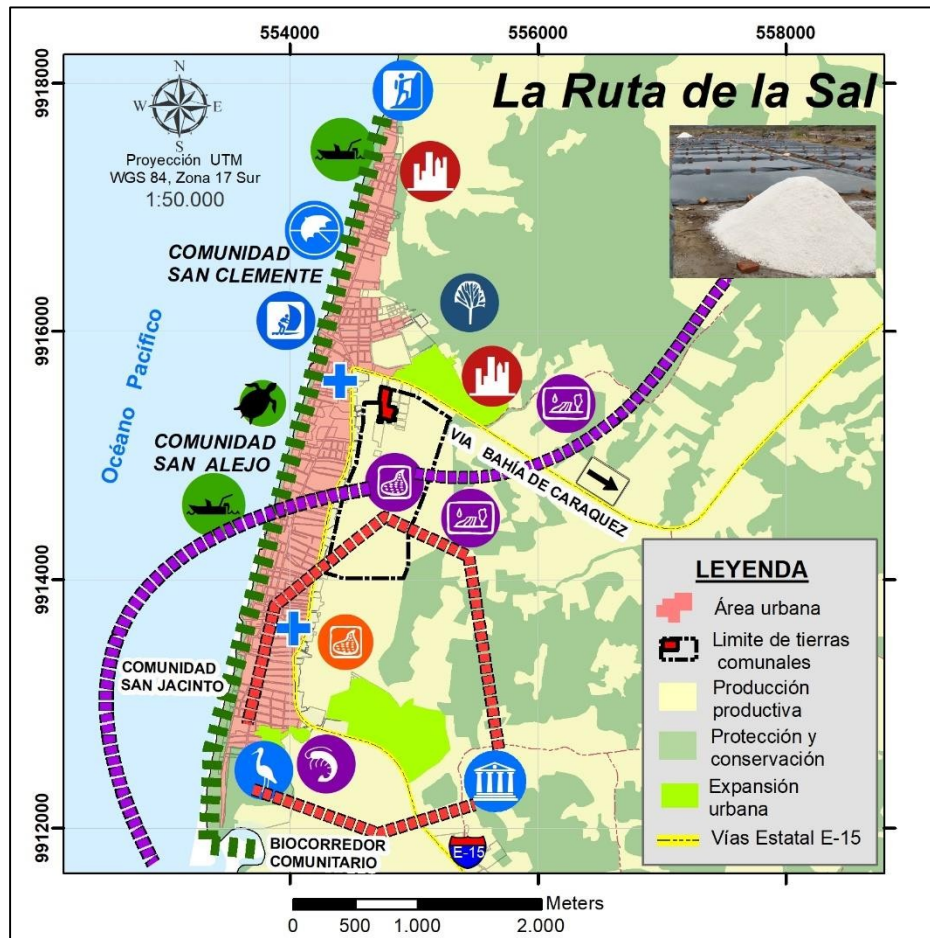 554000
556000
558000
9918000
9916000
9914000
9912000
La Ruta de la Sal
N
W
E
S
Proyección UTM
WGS 84, Zona 17 Sur
1:50.000
COMUNIDAD
SAN CLEMENTE
Océano Pacífico
COMUNIDAD
SAN ALEJO
VIA BAHÍA DE CARAQUEZ
COMUNIDAD
SAN JACINTO
BIOCORREDOR
COMUNITARIO
E-15
LEYENDA
Área urbana
Limite de tierras
comunales
Producción
productiva
Protección y
conservación
Expansión
urbana
Vías Estatal E-15
Meters
0 500 1.000 2.000